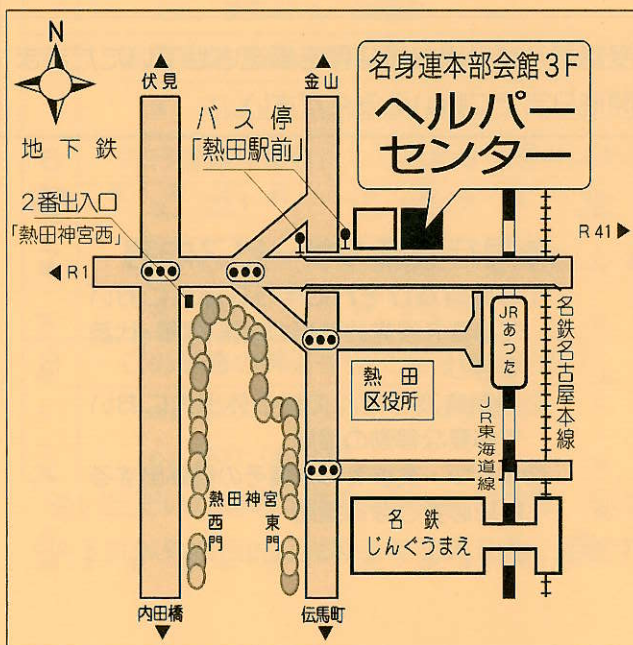 N
伏見
金山
名身連本部会館3F
ヘルパー
センター
バス停
「熱田駅前」
地下鉄
2番出入口
「熱田神宮西」
R41
R1
JRあつた
名鉄名古屋本線
熱田
区役所
JR東海道線
熱田神宮
西門
東門
名鉄
じんぐうまえ
内田橋
伝馬町